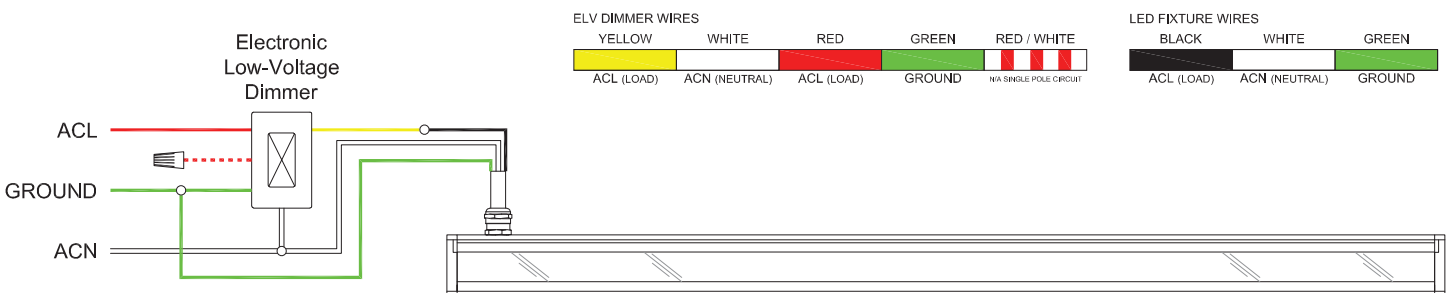 ELV DIMMER WIRES
YELLOW WHITE RED GREEN RED / WHITE
ACL (LOAD) ACN (NEUTRAL) ACL (LOAD) GROUND N/A SINGLE POLE CIRCUIT
LED FIXTURE WIRES
BLACK WHITE GREEN
ACL (LOAD) ACN (NEUTRAL) GROUND
Electronic
Low-Voltage
Dimmer
ACL
GROUND
ACN